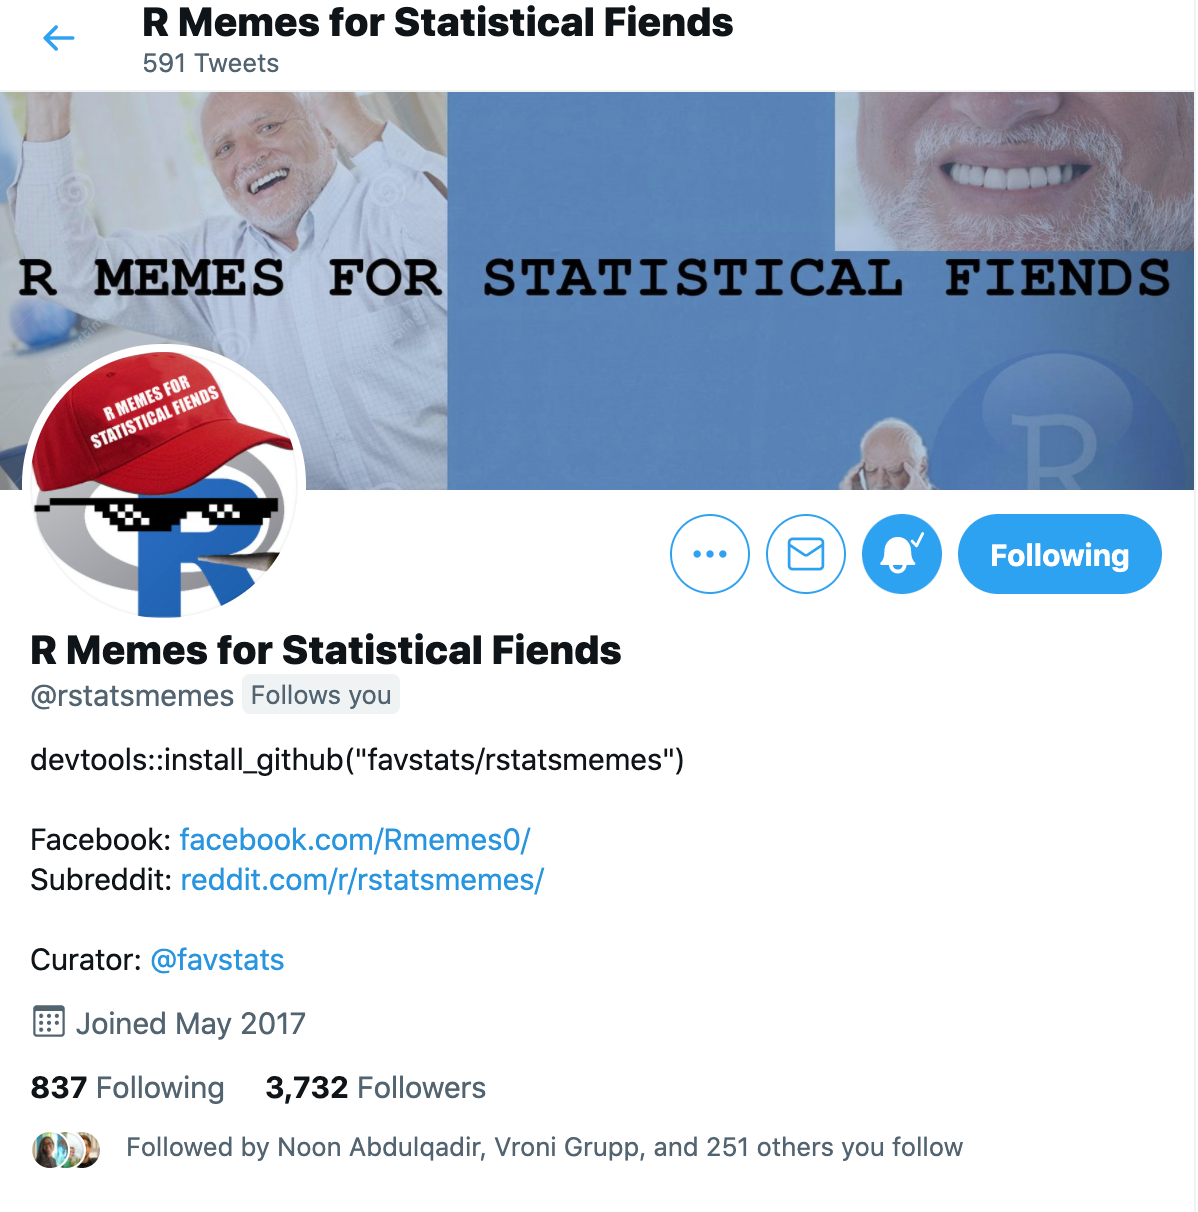 R Memes for Statistical Fiends
591 Tweets
R MEMES FOR STATISTICAL FIENDS
R
R MEMES FOR
STATISTICAL FIENDS
R
Following
R Memes for Statistical Fiends
@rstatsmemes Follows you
devtools::install_github("favstats/rstatsmemes")
Facebook: facebook.com/Rmemes0/
Subreddit: reddit.com/r/rstatsmemes/
Curator: @favstats
Joined May 2017
837 Following 3,732 Followers
Followed by Noon Abdulqadir, Vroni Grupp, and 251 others you follow